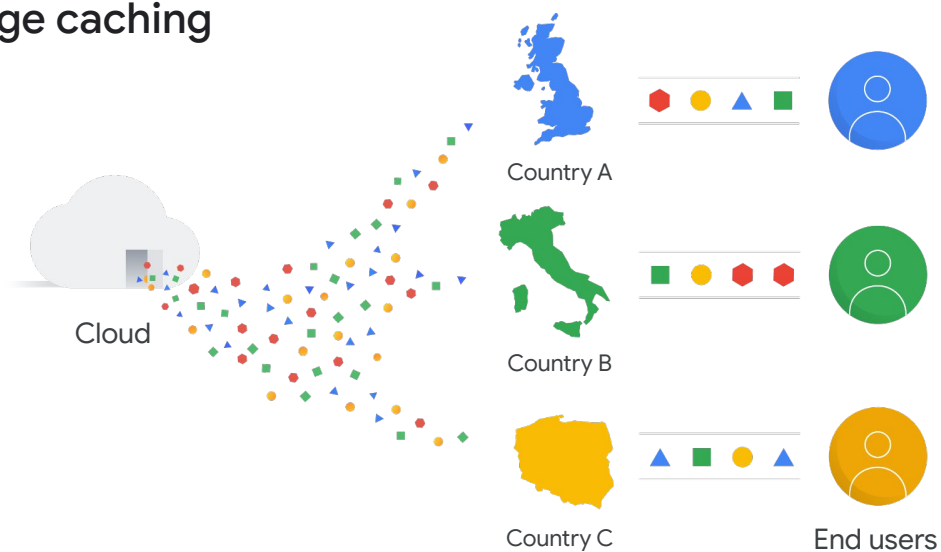 ge caching
Country A
Cloud
Country B
Country C
End users